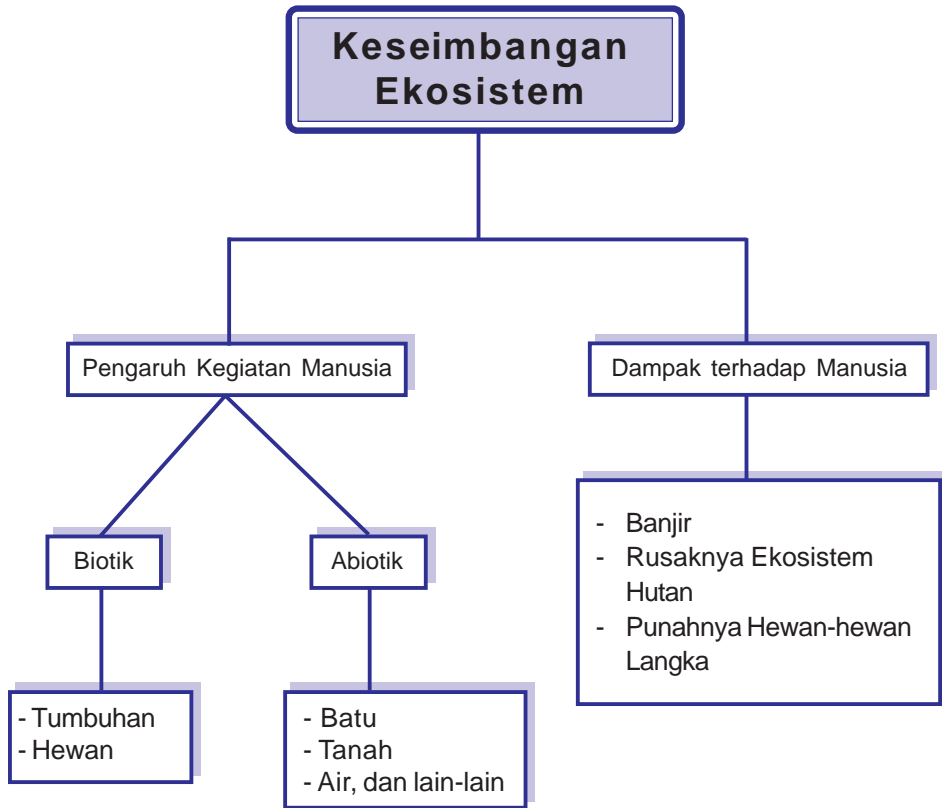 Keseimbangan
Ekosistem
Pengaruh Kegiatan Manusia
Dampak terhadap Manusia
Biotik
Abiotik
- Banjir
- Rusaknya Ekosistem
Hutan
- Punahnya Hewan-hewan
Langka
- Tumbuhan
- Hewan
- Batu
- Tanah
- Air, dan lain-lain